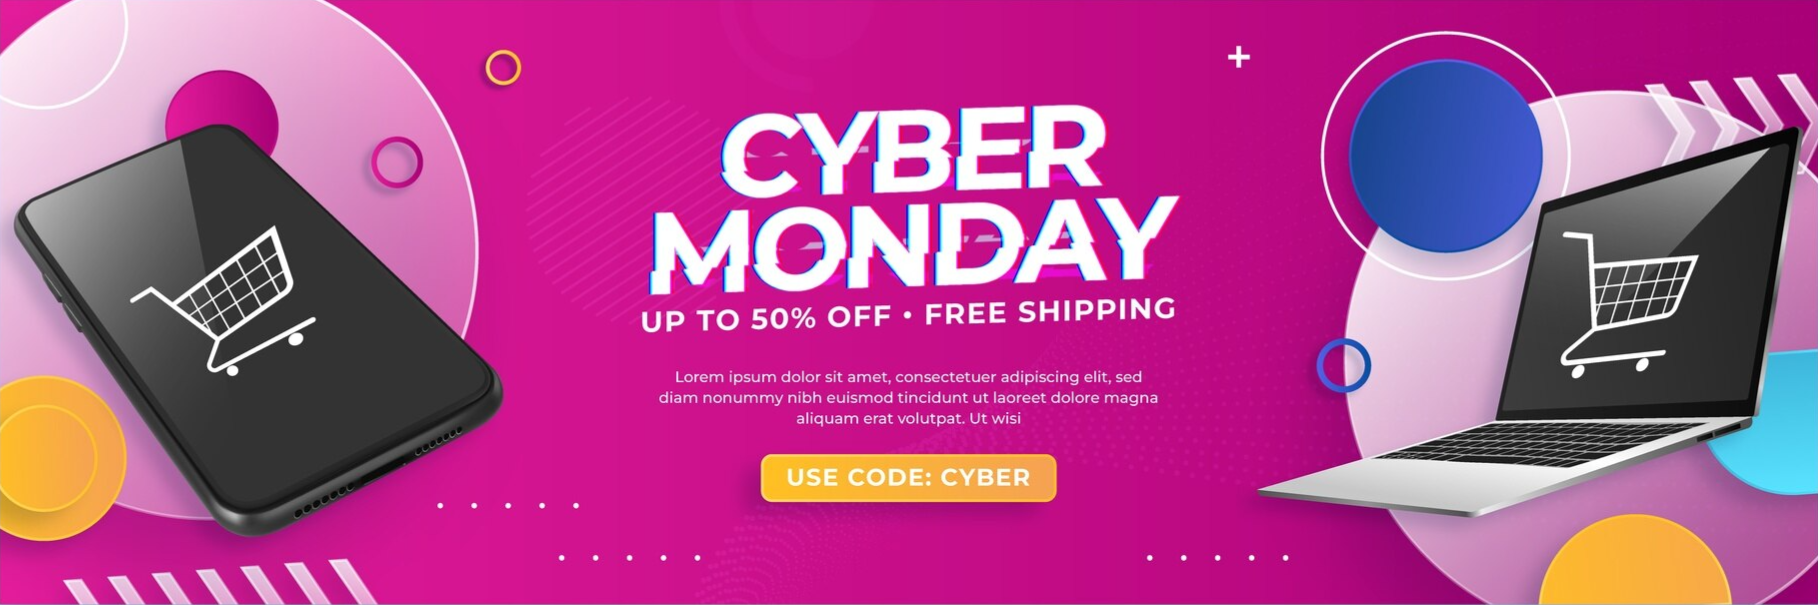 CYBER
MONDAY
UP TO 50% OFF • FREE SHIPPING
Lorem ipsum dolor sit amet, consectetuer adipiscing elit, sed
diam nonummy nibh euismod tincidunt ut laoreet dolore magna
aliquam erat volutpat. Ut wisi
USE CODE: CYBER